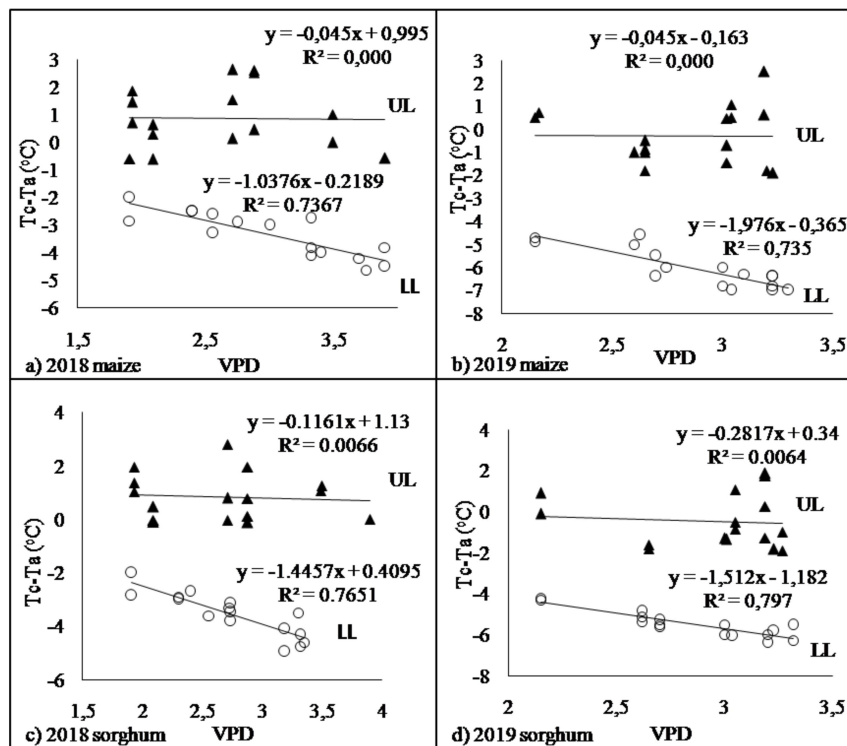 y = -0,045x + 0,995
R² = 0,000
UL
y = -1.0376x - 0.2189
R² = 0.7367
LL
Tc-Ta (°C)
3
2
1
0
-1
-2
-3
-4
-5
-6
1,5
2,5
3,5
VPD
a) 2018 maize
y = -0,045x - 0,163
R² = 0,000
UL
y = -1,976x - 0,365
R² = 0,735
LL
Tc-Ta (°C)
4
3
2
1
0
-1
-2
-3
-4
-5
-6
-7
-8
2
2,5
3
3,5
VPD
b) 2019 maize
y = -0.1161x + 1.13
R² = 0.0066
UL
y = -1.4457x + 0.4095
R² = 0.7651
LL
Tc-Ta (°C)
4
2
0
-2
-4
-6
2
2,5
3
3,5
4
VPD
c) 2018 sorghum
y = -0.2817x + 0.34
R² = 0.0064
UL
y = -1,512x - 1,182
R² = 0,797
LL
Tc-Ta (°C)
4
2
0
-2
-4
-6
-8
2
2,5
3
3,5
VPD
d) 2019 sorghum